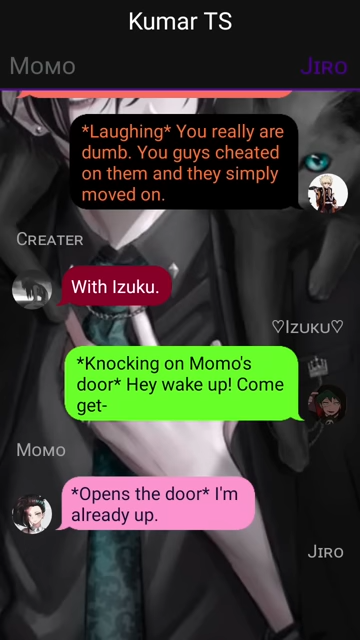 Kumar TS
Momo
Jiro
*Laughing* You really are
dumb. You guys cheated
on them and they simply
moved on.
Creater
With Izuku.
♡Izuku♡
*Knocking on Momo's
door* Hey wake up! Come
get-
Momo
*Opens the door* I'm
already up.
Jiro